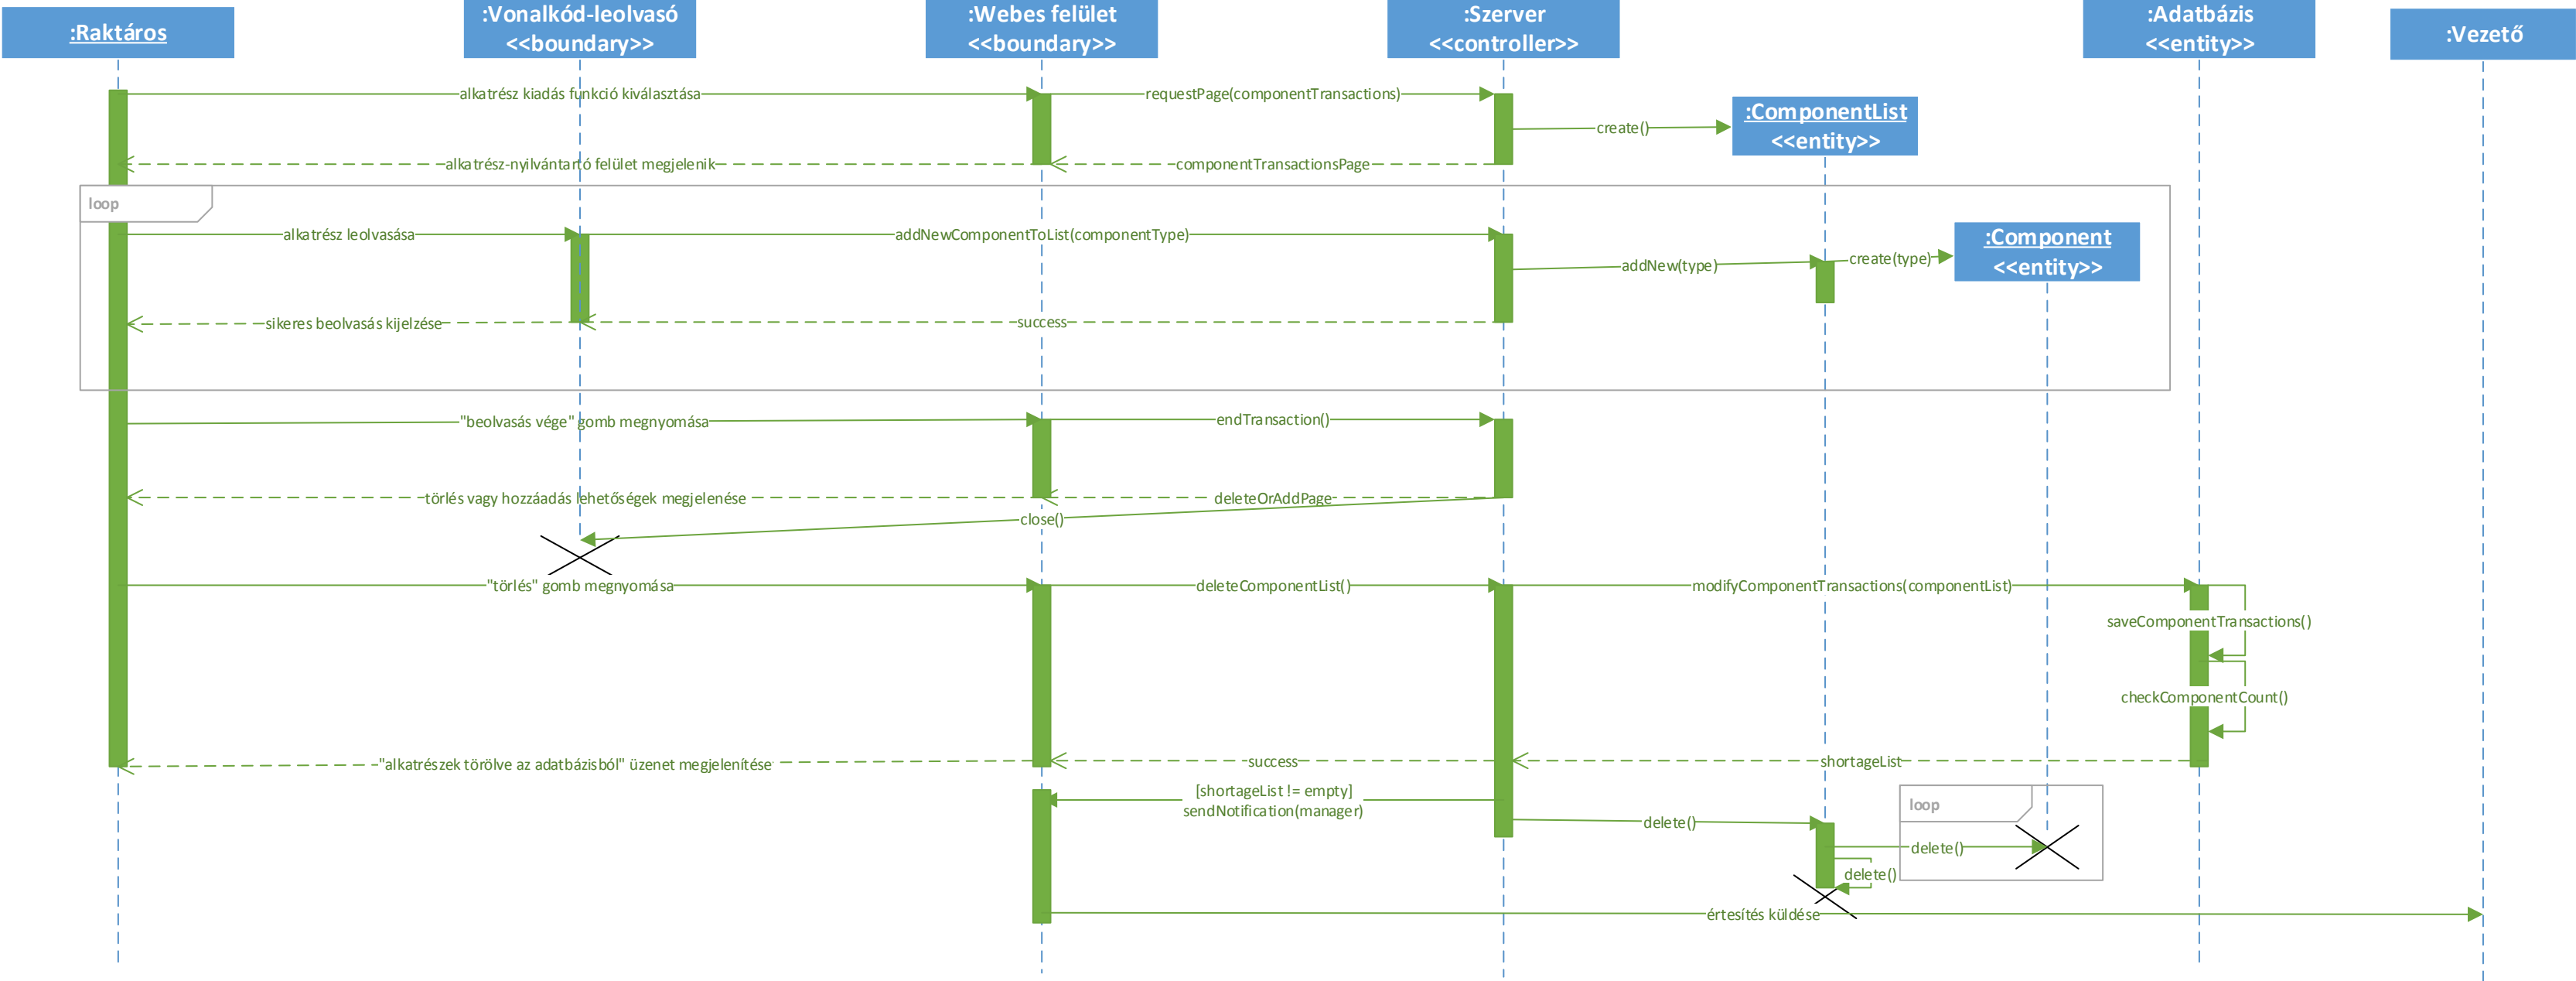 :Raktáros
:Vonalkód-leolvasó
<<boundary>>
:Webes felület
<<boundary>>
:Szerver
<<controller>>
:Adatbázis
<<entity>>
:Vezető
alkatrész kiadás funkció kiválasztása
requestPage(componentTransactions)
create()
:ComponentList
<<entity>>
alkatrész-nyilvántartó felület megjelenik
componentTransactionsPage
loop
alkatrész leolvasása
addNewComponentToList(componentType)
addNew(type)
create(type)
:Component
<<entity>>
sikeres beolvasás kijelzése
success
"beolvasás vége" gomb megnyomása
endTransaction()
törlés vagy hozzáadás lehetőségek megjelenése
deleteOrAddPage
close()
"törlés" gomb megnyomása
deleteComponentList()
modifyComponentTransactions(componentList)
saveComponentTransactions()
checkComponentCount()
"alkatrészek törölve az adatbázisból" üzenet megjelenítése
success
shortageList
[shortageList != empty]
sendNotification(manager)
delete()
loop
delete()
delete()
értesítés küldése